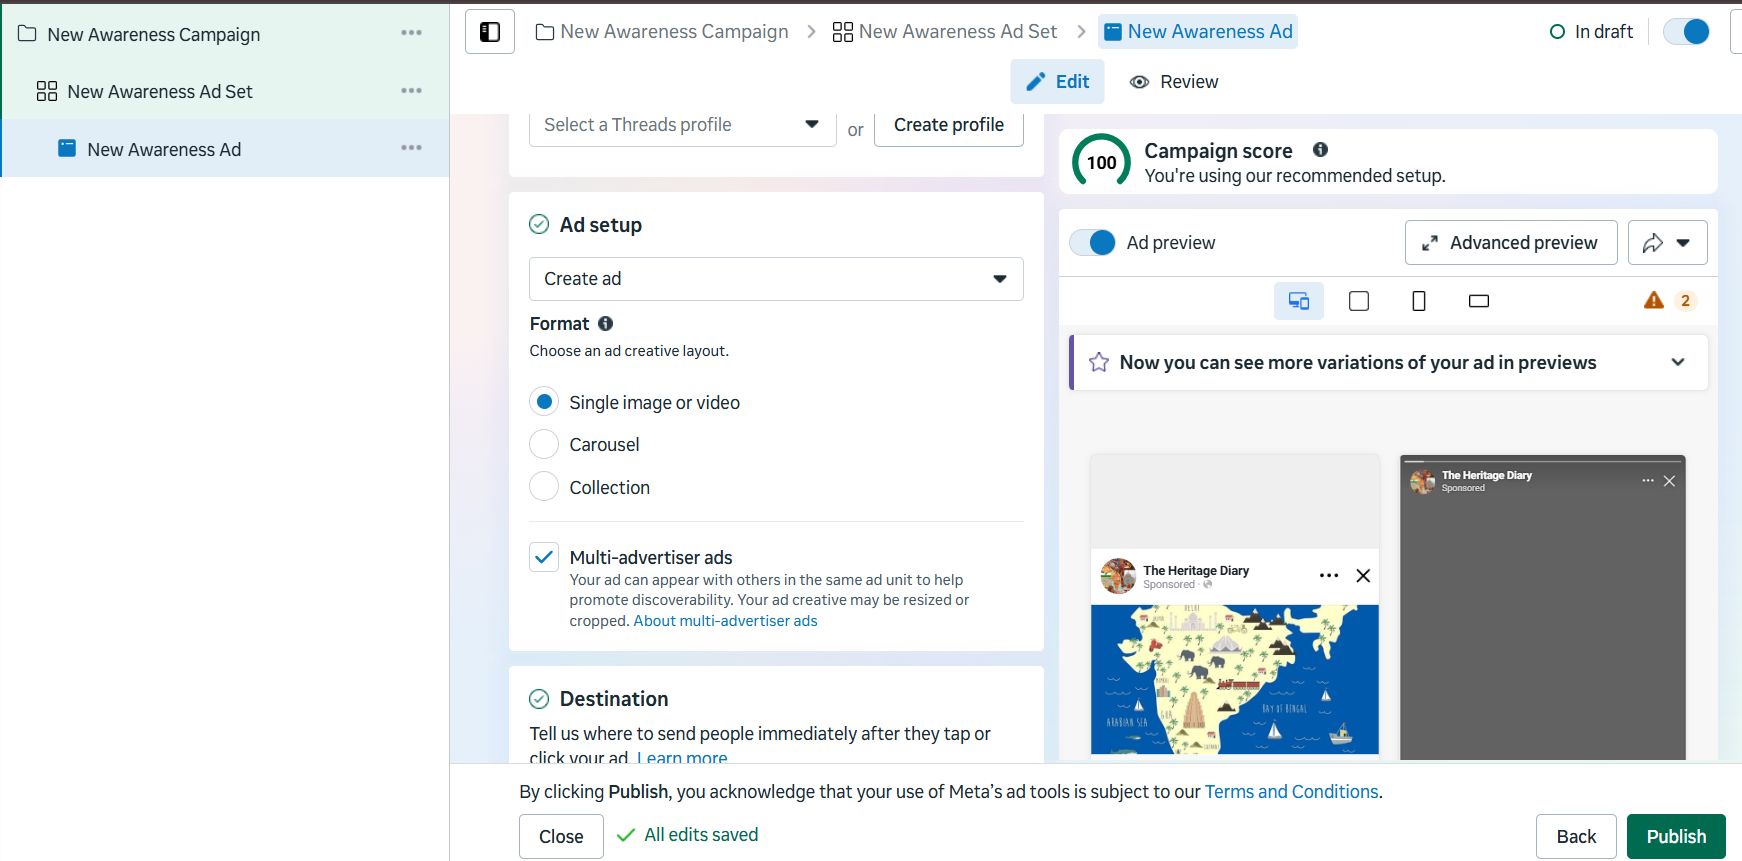 New Awareness Campaign
New Awareness Ad Set
New Awareness Ad
New Awareness Campaign > New Awareness Ad Set > New Awareness Ad
In draft
Edit
Review
Select a Threads profile
or
Create profile
Ad setup
Create ad
Format
Choose an ad creative layout.
Single image or video
Carousel
Collection
Multi-advertiser ads
Your ad can appear with others in the same ad unit to help
promote discoverability. Your ad creative may be resized or
cropped. About multi-advertiser ads
Destination
Tell us where to send people immediately after they tap or
click your ad. Learn more
100
Campaign score
You're using our recommended setup.
Ad preview
Advanced preview
2
Now you can see more variations of your ad in previews
The Heritage Diary
Sponsored ·
DELHI
ARABIAN SEA
GOA
BAY OF BENGAL
The Heritage Diary
Sponsored
By clicking Publish, you acknowledge that your use of Meta's ad tools is subject to our Terms and Conditions.
Close
All edits saved
Back
Publish